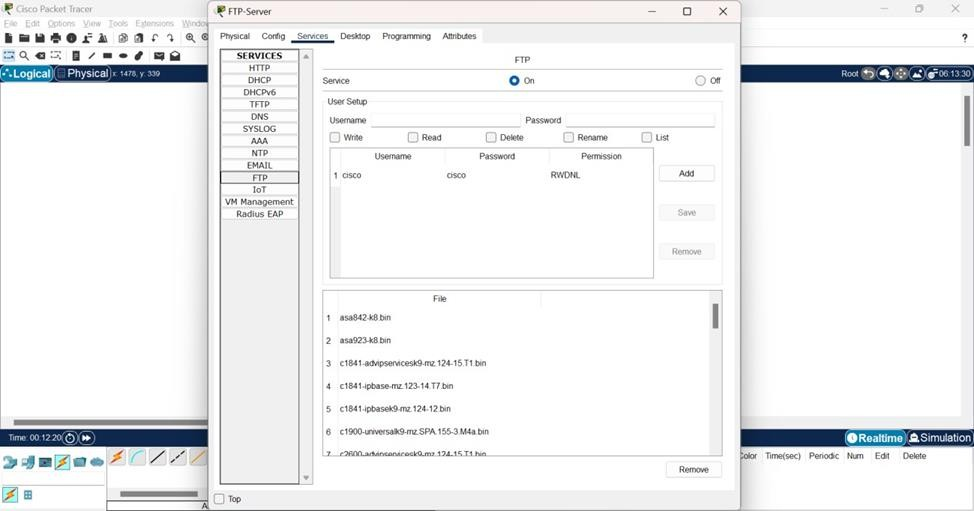 Cisco Packet Tracer
File Edit Options View Tools Extensions Window
Logical Physical x: 1478, y: 339
Root 06:13:30
?
FTP-Server
Physical Config Services Desktop Programming Attributes
SERVICES
HTTP
DHCP
DHCPv6
TFTP
DNS
SYSLOG
AAA
NTP
EMAIL
FTP
IoT
VM Management
Radius EAP
FTP
Service On Off
User Setup
Username Password
Write Read Delete Rename List
Username Password Permission
1 cisco cisco RWDNL
Add
Save
Remove
File
1 asa842-k8.bin
2 asa923-k8.bin
3 c1841-advipservicesk9-mz.124-15.T1.bin
4 c1841-ipbase-mz.123-14.T7.bin
5 c1841-ipbasek9-mz.124-12.bin
6 c1900-universalk9-mz.SPA.155-3.M4a.bin
7 c2600-advipservicesk9-mz.124-15.T1.bin
Remove
Top
Time: 00:12:20
Realtime Simulation
Color Time(sec) Periodic Num Edit Delete